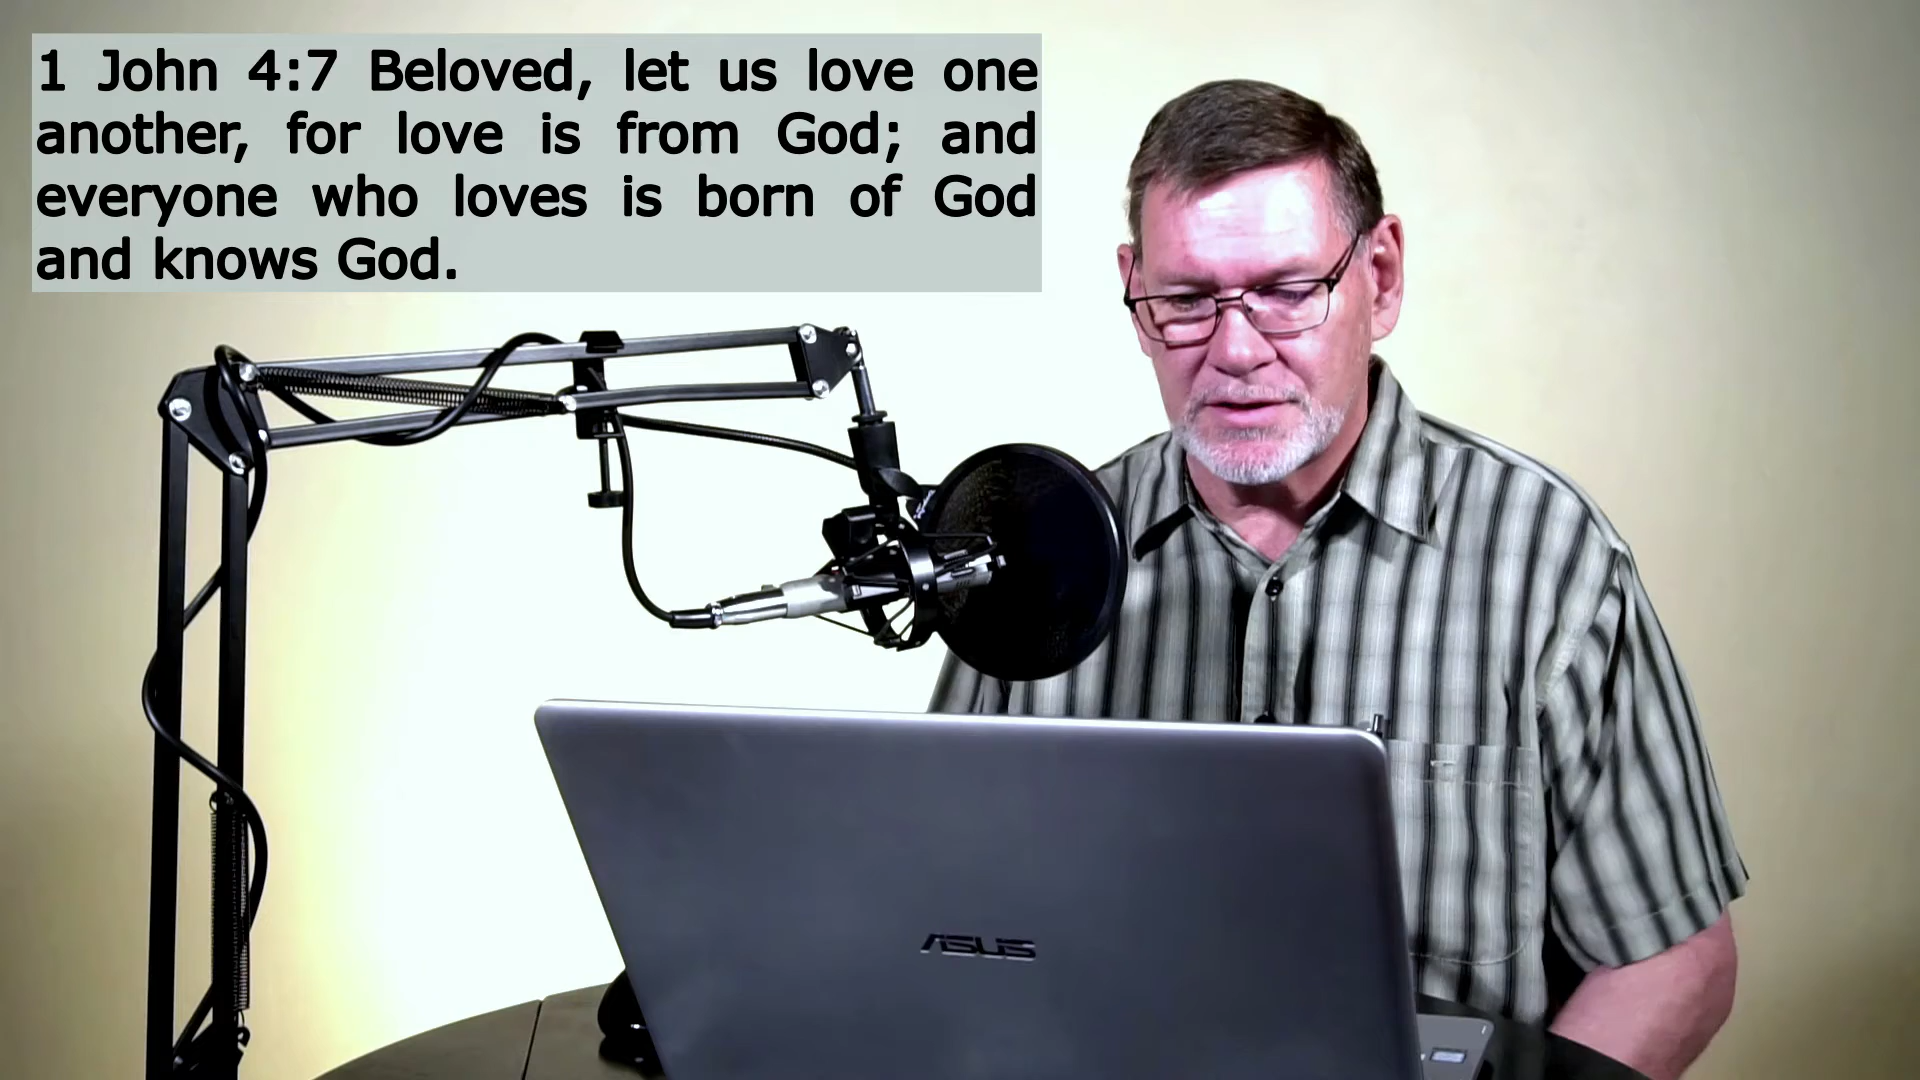 1 John 4:7 Beloved, let us love one
another, for love is from God; and
everyone who loves is born of God
and knows God.
ASUS